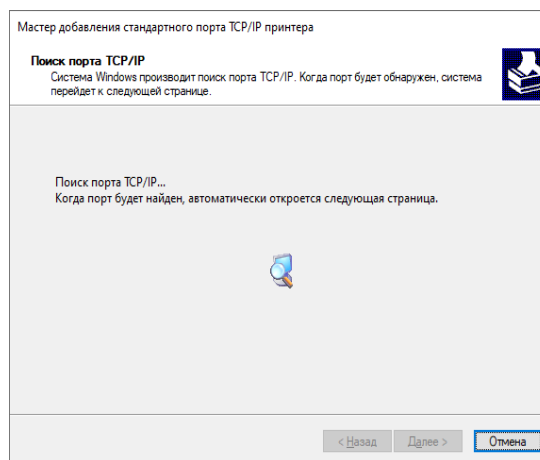 Мастер добавления стандартного порта TCP/IP принтера
Поиск порта TCP/IP
Система Windows производит поиск порта TCP/IP. Когда порт будет обнаружен, система
перейдет к следующей странице.
Поиск порта TCP/IP...
Когда порт будет найден, автоматически откроется следующая страница.
< Назад
Далее >
Отмена